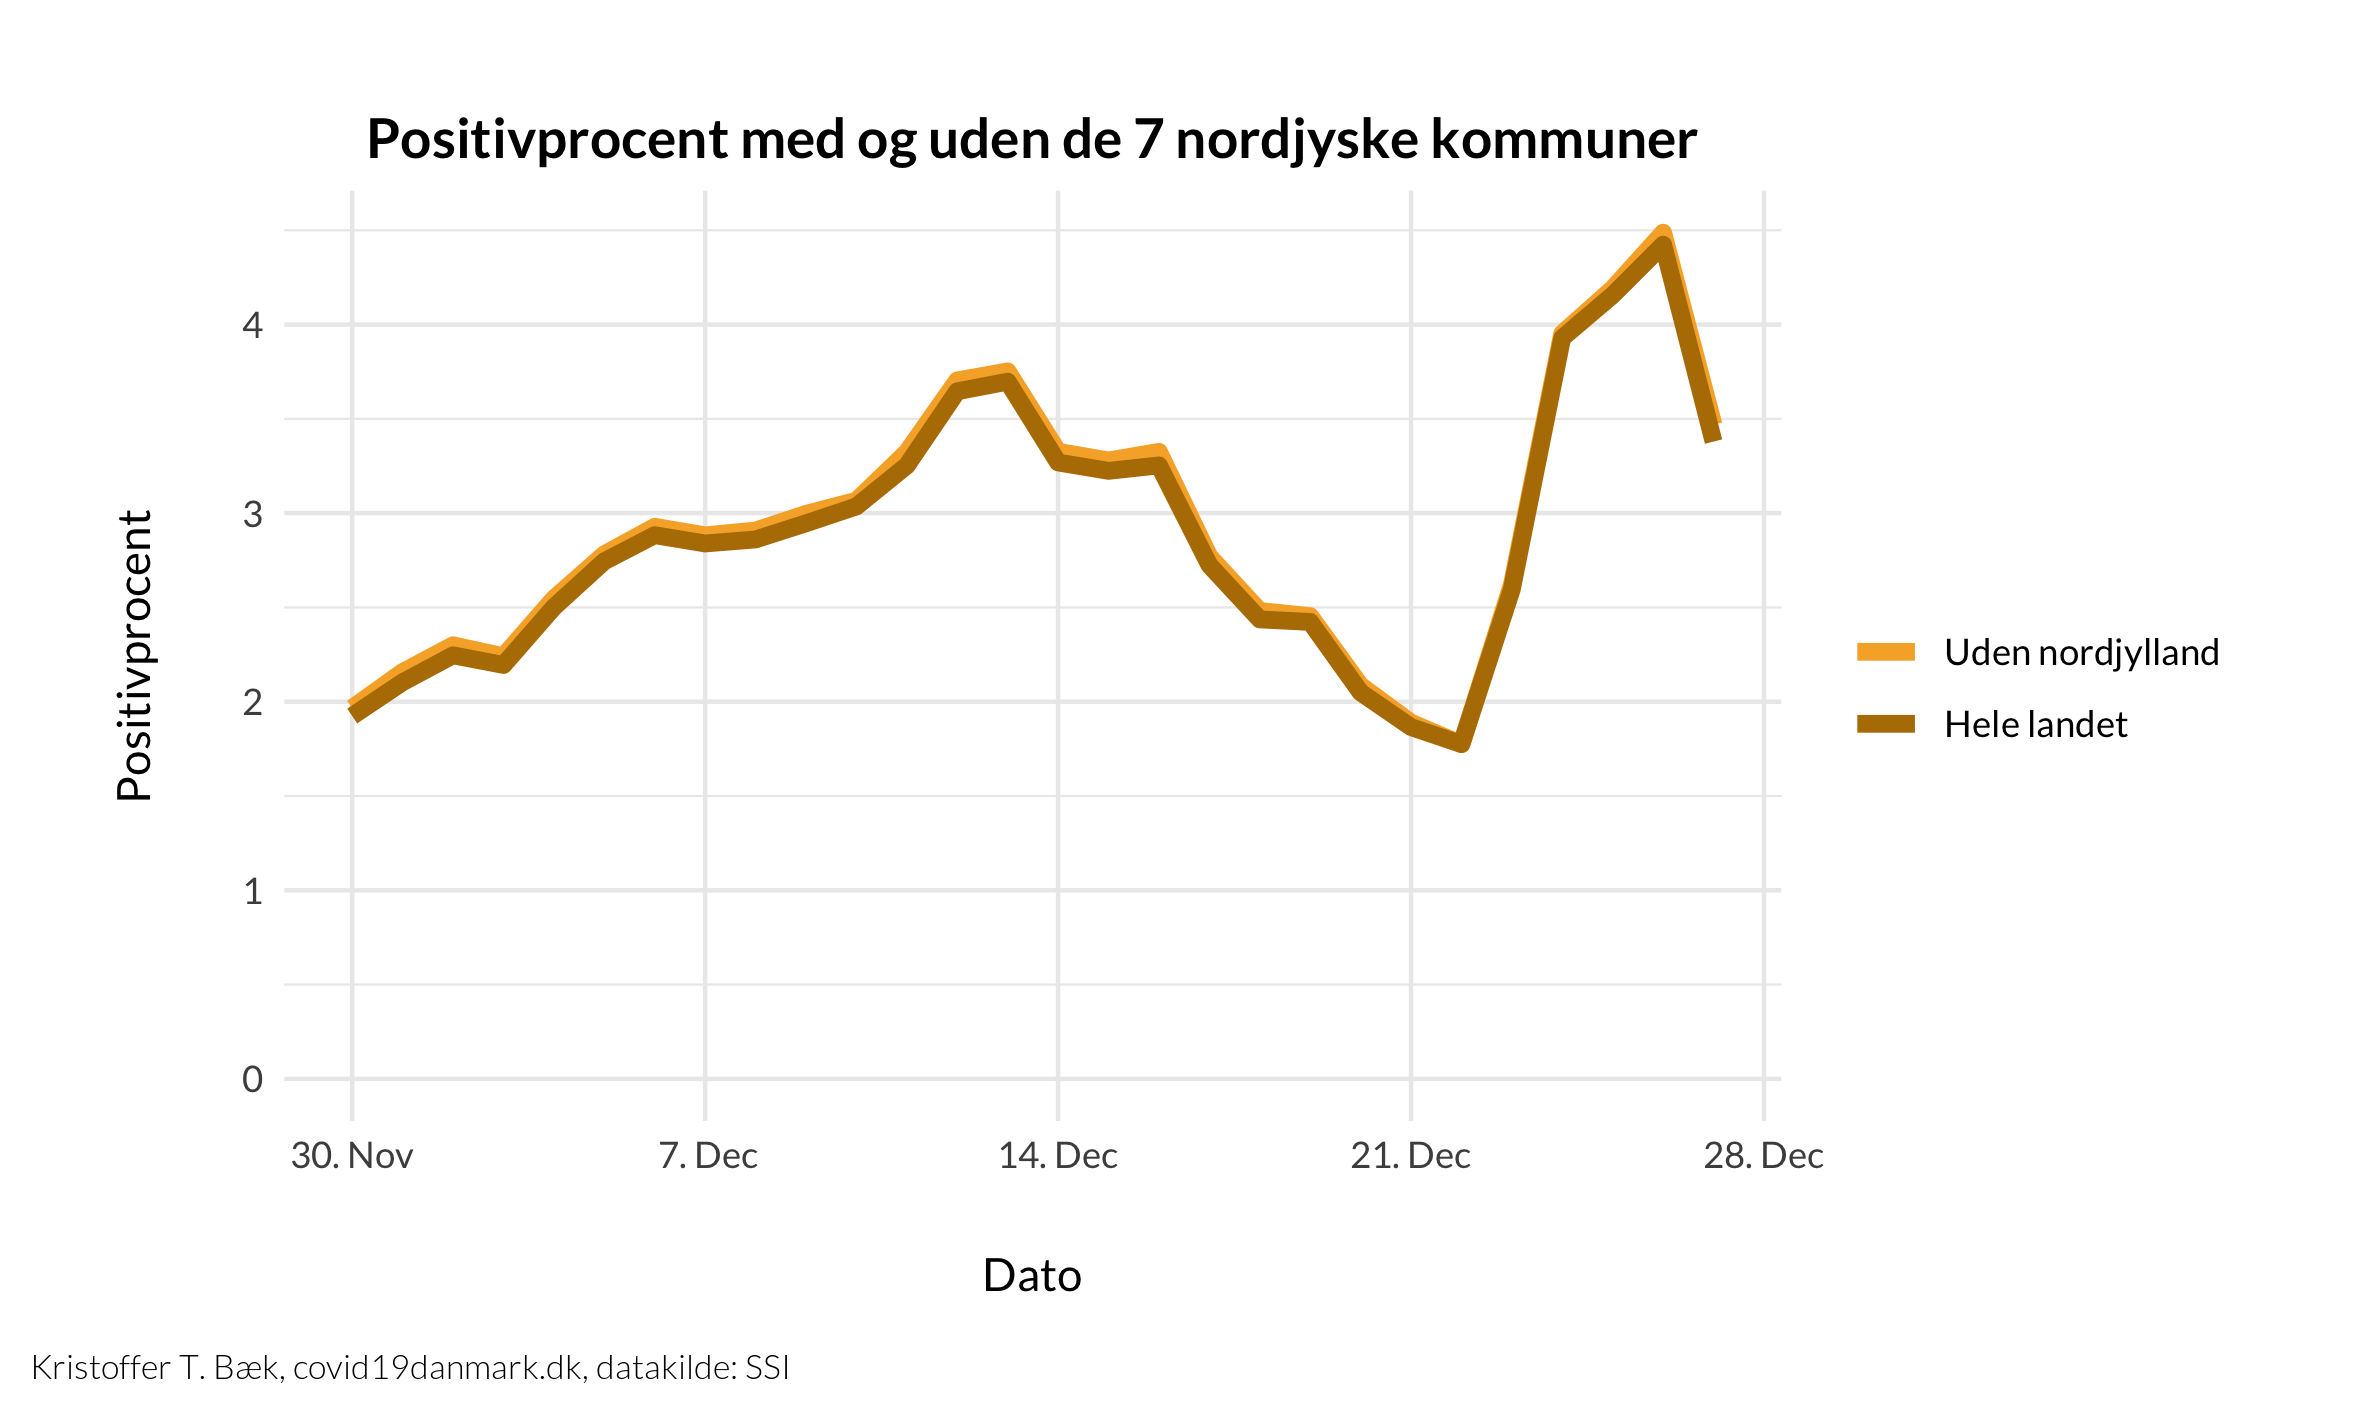 Positivprocent med og uden de 7 nordjyske kommuner
Positivprocent
4
3
2
1
0
30. Nov
7. Dec
14. Dec
21. Dec
28. Dec
Dato
Uden nordjylland
Hele landet
Kristoffer T. Bæk, covid19danmark.dk, datakilde: SSI